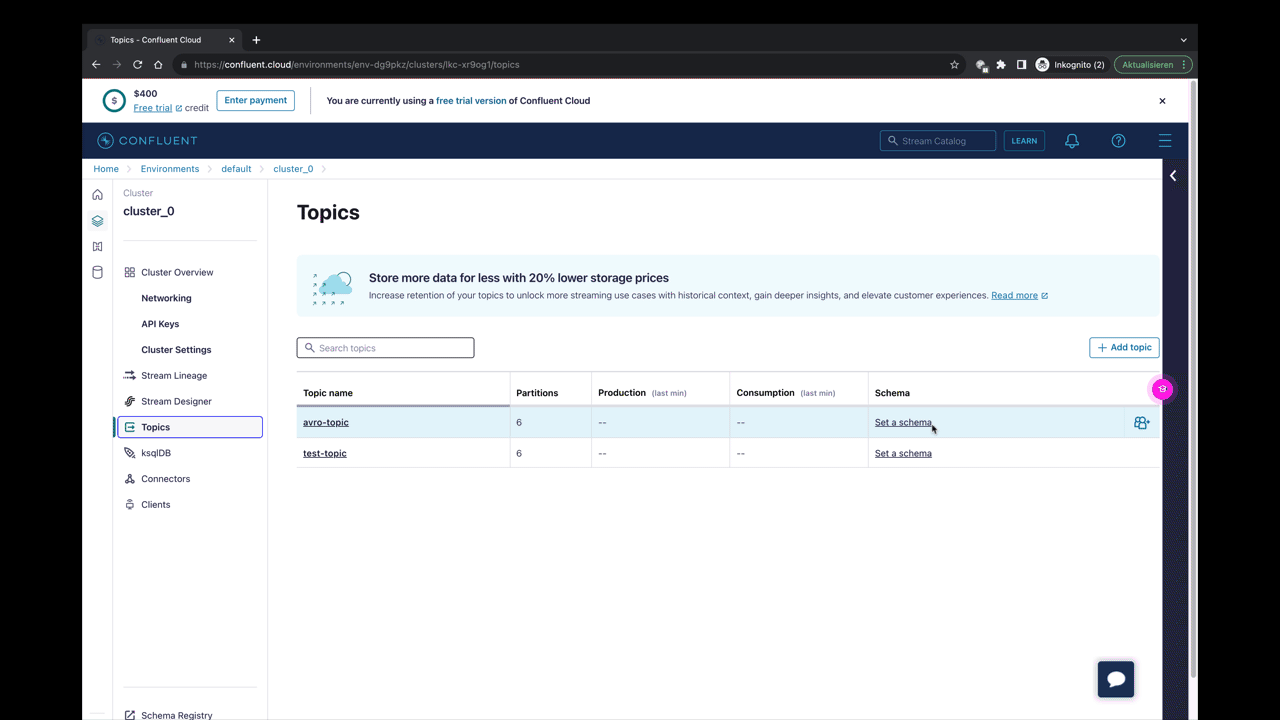 Topics - Confluent Cloud
https://confluent.cloud/environments/env-dg9pkz/clusters/lkc-xr9og1/topics
Inkognito (2)
Aktualisieren
$
$400
Free trial credit
Enter payment
You are currently using a free trial version of Confluent Cloud
CONFLUENT
Stream Catalog
LEARN
Home
Environments
default
cluster_0
Cluster
cluster_0
Cluster Overview
Networking
API Keys
Cluster Settings
Stream Lineage
Stream Designer
Topics
ksqlDB
Connectors
Clients
Schema Registry
Topics
Store more data for less with 20% lower storage prices
Increase retention of your topics to unlock more streaming use cases with historical context, gain deeper insights, and elevate customer experiences. Read more
Search topics
+ Add topic
Topic name Partitions Production (last min) Consumption (last min) Schema
avro-topic 6 -- -- Set a schema
test-topic 6 -- -- Set a schema